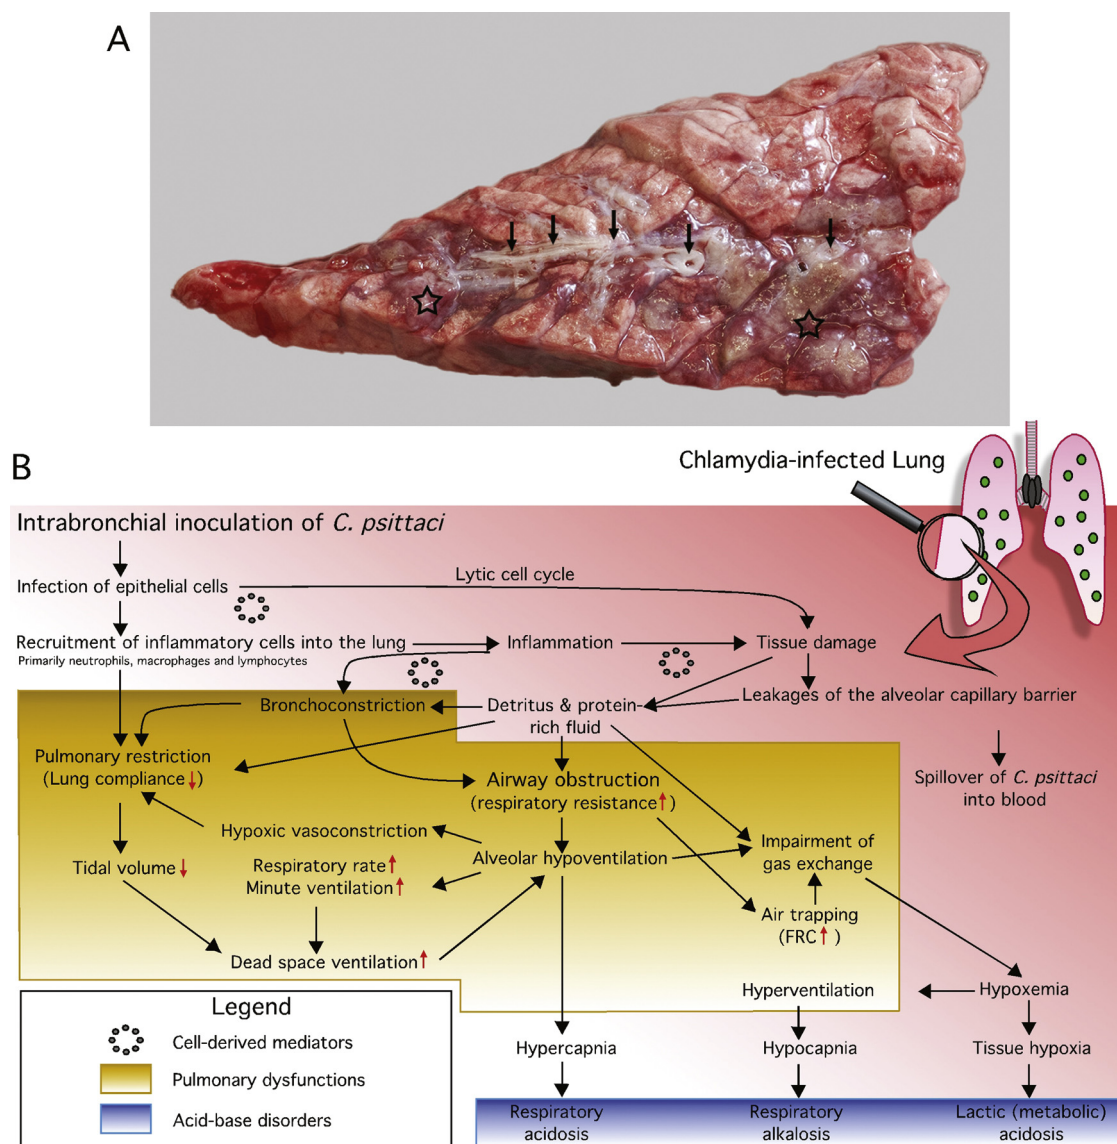 A
B
Chlamydia-infected Lung
Intrabronchial inoculation of C. psittaci
Infection of epithelial cells
Lytic cell cycle
Recruitment of inflammatory cells into the lung
Primarily neutrophils, macrophages and lymphocytes
Inflammation
Tissue damage
Leakages of the alveolar capillary barrier
Bronchoconstriction
Detritus & protein-
rich fluid
Pulmonary restriction
(Lung compliance↓)
Airway obstruction
(respiratory resistance↑)
Spillover of C. psittaci
into blood
Hypoxic vasoconstriction
Impairment of
gas exchange
Tidal volume↓
Respiratory rate↑
Minute ventilation↑
Alveolar hypoventilation
Air trapping
(FRC↑)
Dead space ventilation↑
Hyperventilation
Hypoxemia
Legend
Cell-derived mediators
Pulmonary dysfunctions
Acid-base disorders
Hypercapnia
Hypocapnia
Tissue hypoxia
Respiratory
acidosis
Respiratory
alkalosis
Lactic (metabolic)
acidosis